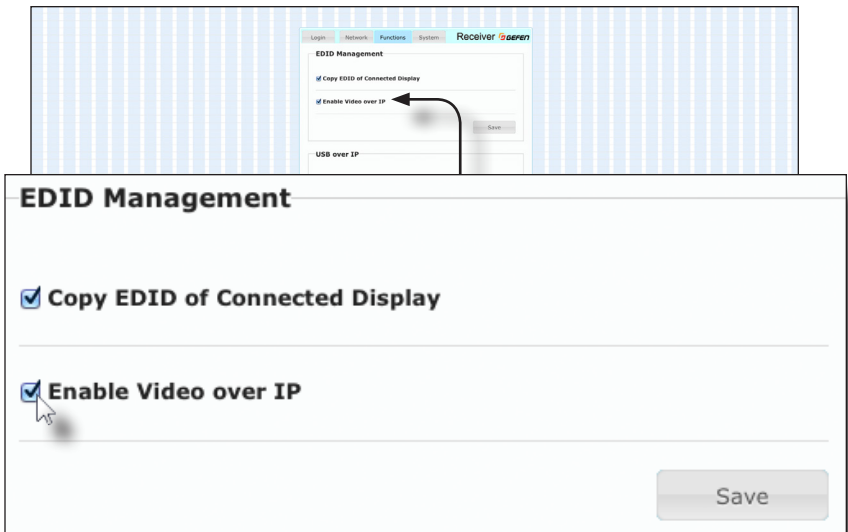 Login Network Functions System Receiver GEFEN
EDID Management
Copy EDID of Connected Display
Enable Video over IP
Save
USB over IP
EDID Management
Copy EDID of Connected Display
Enable Video over IP
Save